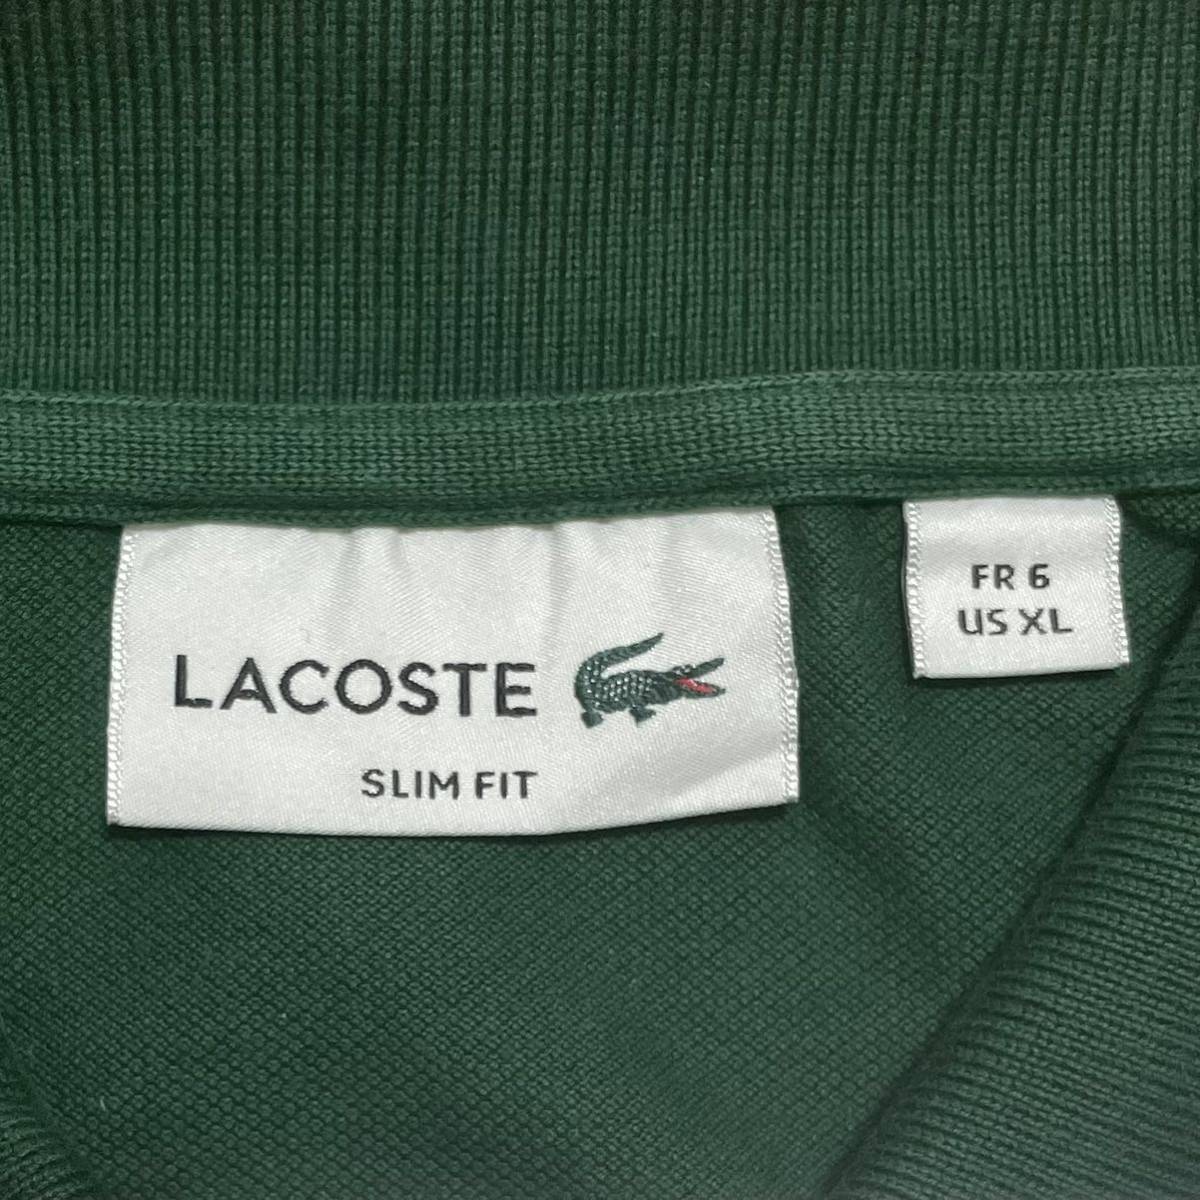 LACOSTE
SLIM FIT
FR 6
US XL